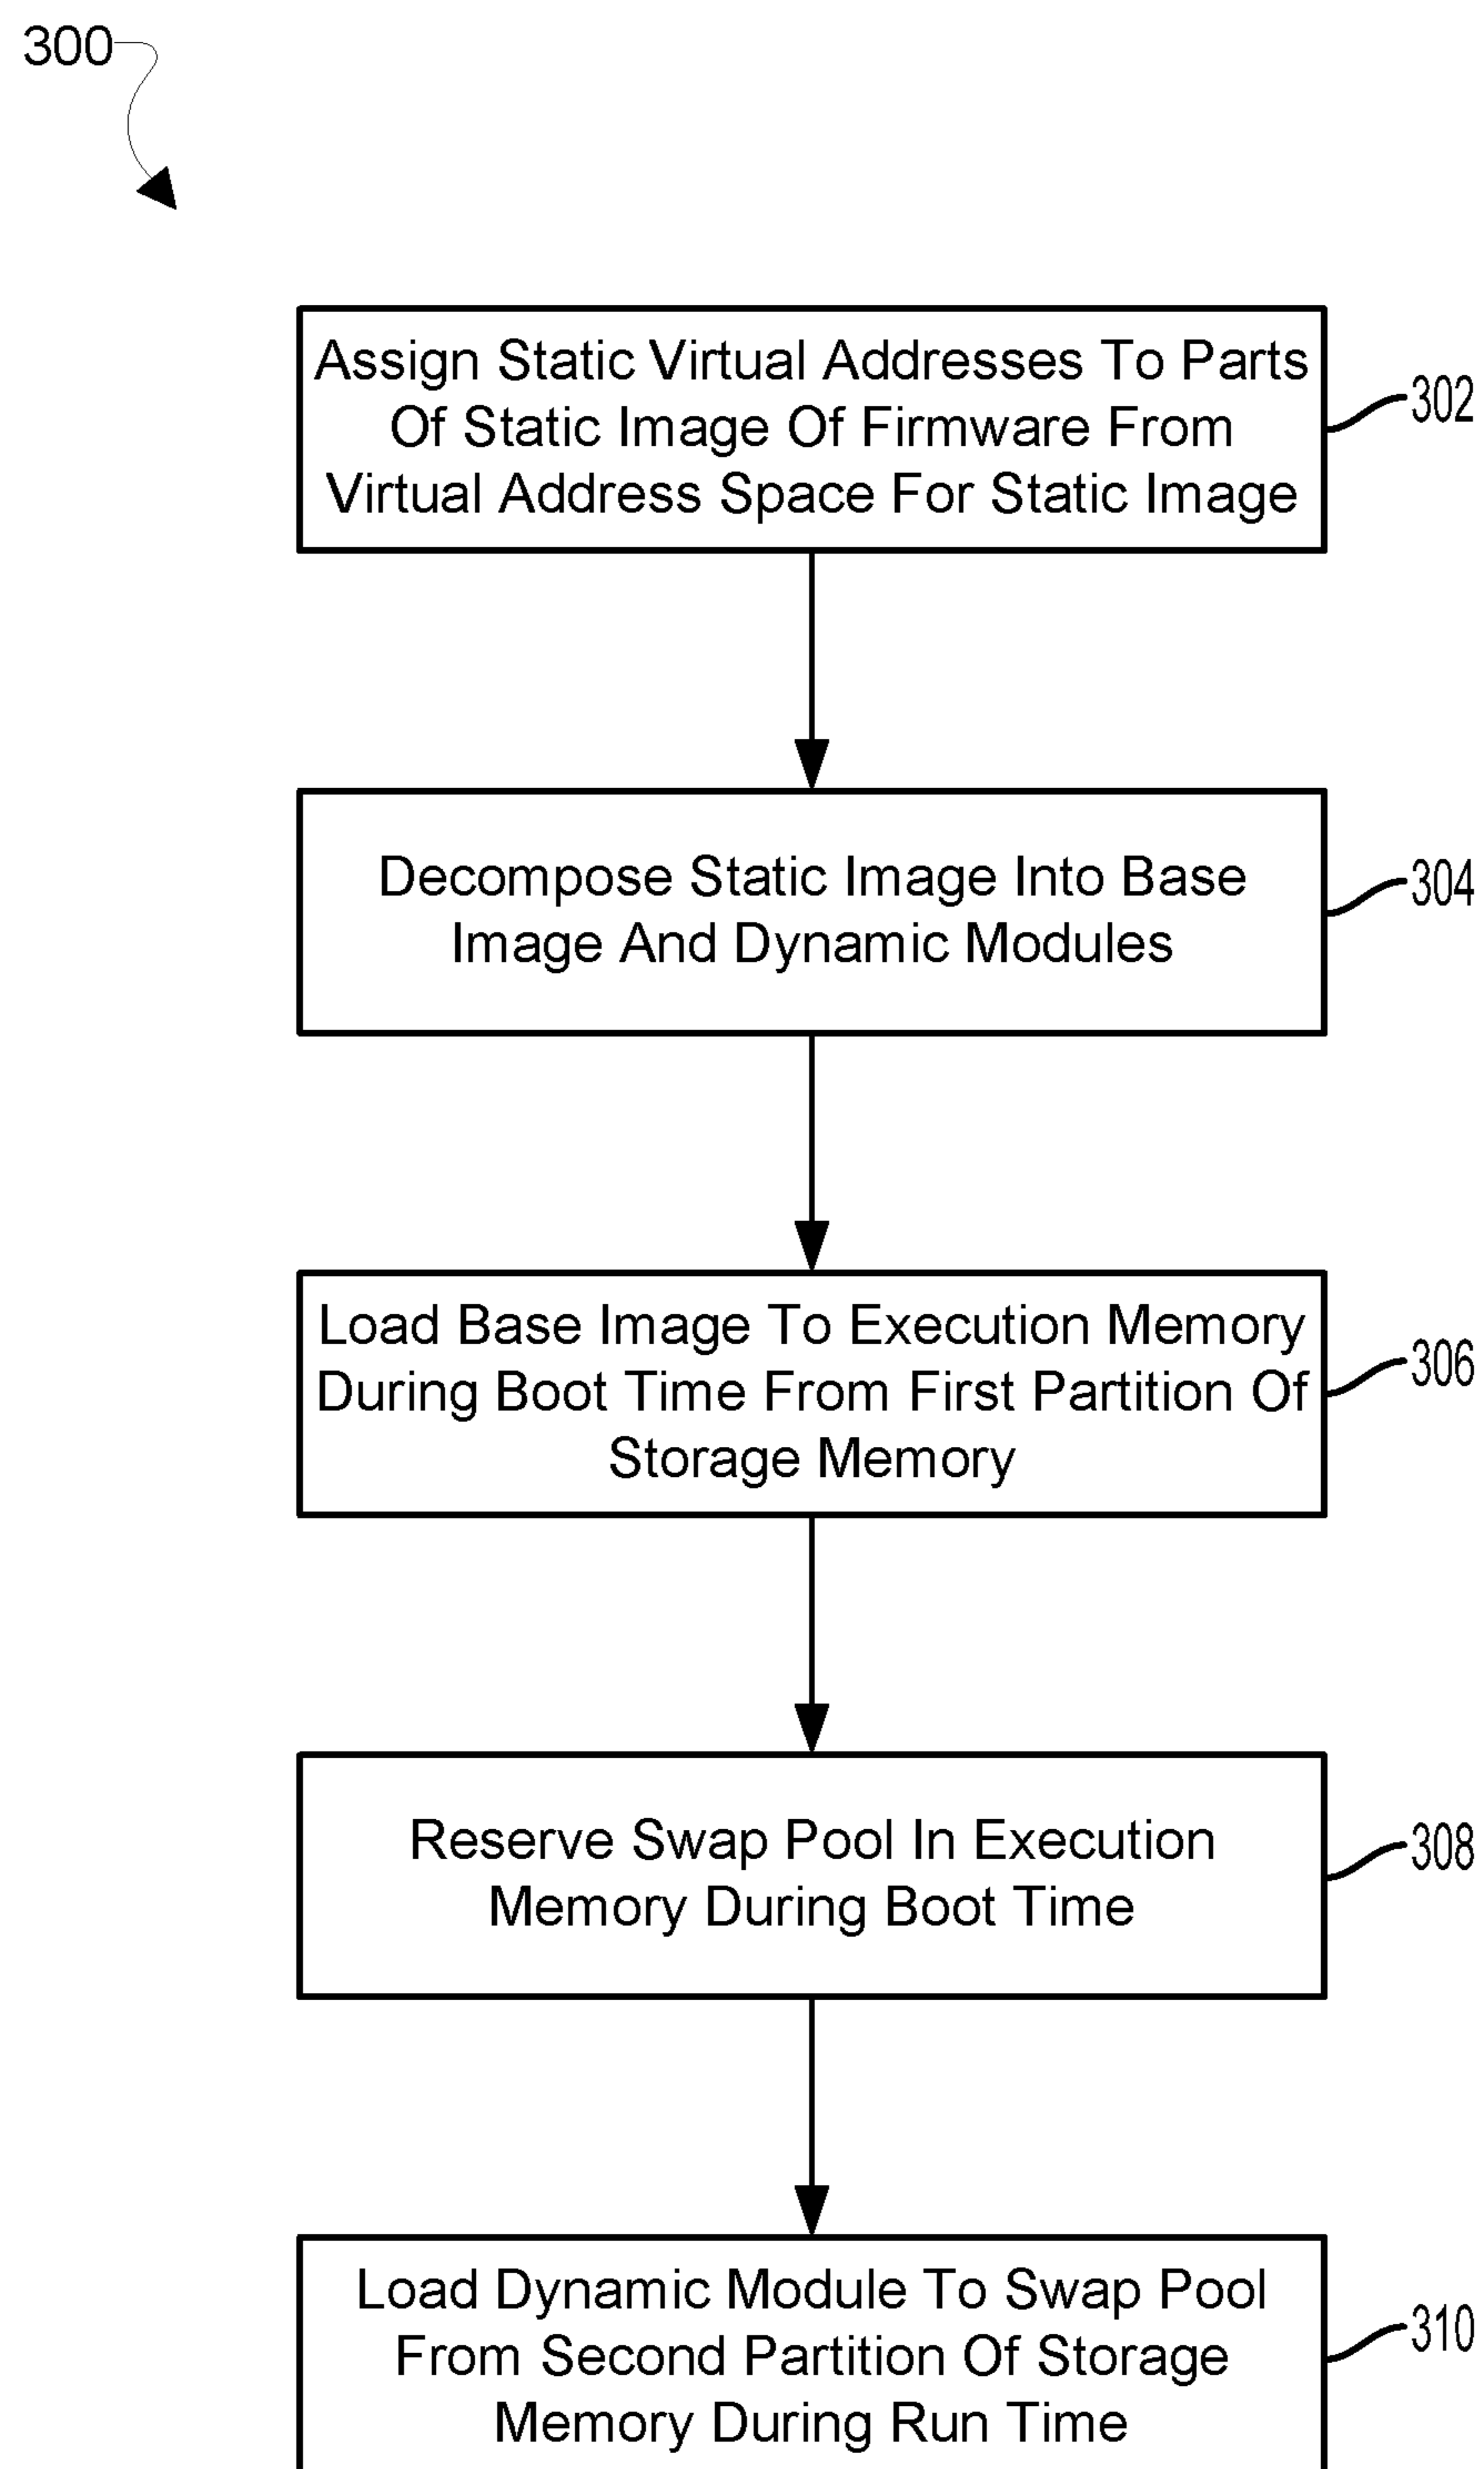 300
Assign Static Virtual Addresses To Parts
Of Static Image Of Firmware From
Virtual Address Space For Static Image
302
Decompose Static Image Into Base
Image And Dynamic Modules
304
Load Base Image To Execution Memory
During Boot Time From First Partition Of
Storage Memory
306
Reserve Swap Pool In Execution
Memory During Boot Time
308
Load Dynamic Module To Swap Pool
From Second Partition Of Storage
Memory During Run Time
310